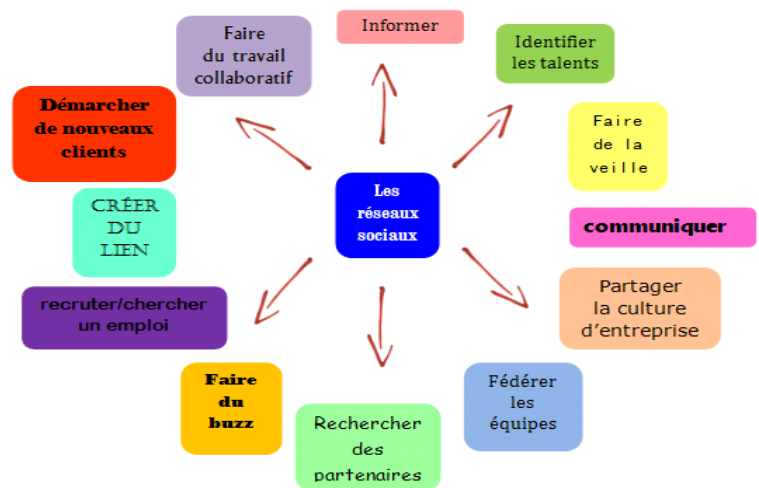 Informer
Faire
du travail
collaboratif
Identifier
les talents
Démarcher
de nouveaux
clients
Faire
de la
veille
Les
réseaux
sociaux
CRÉER
DU
LIEN
communiquer
recruter/chercher
un emploi
Partager
la culture
d’entreprise
Faire
du
buzz
Fédérer
les
équipes
Rechercher
des
partenaires